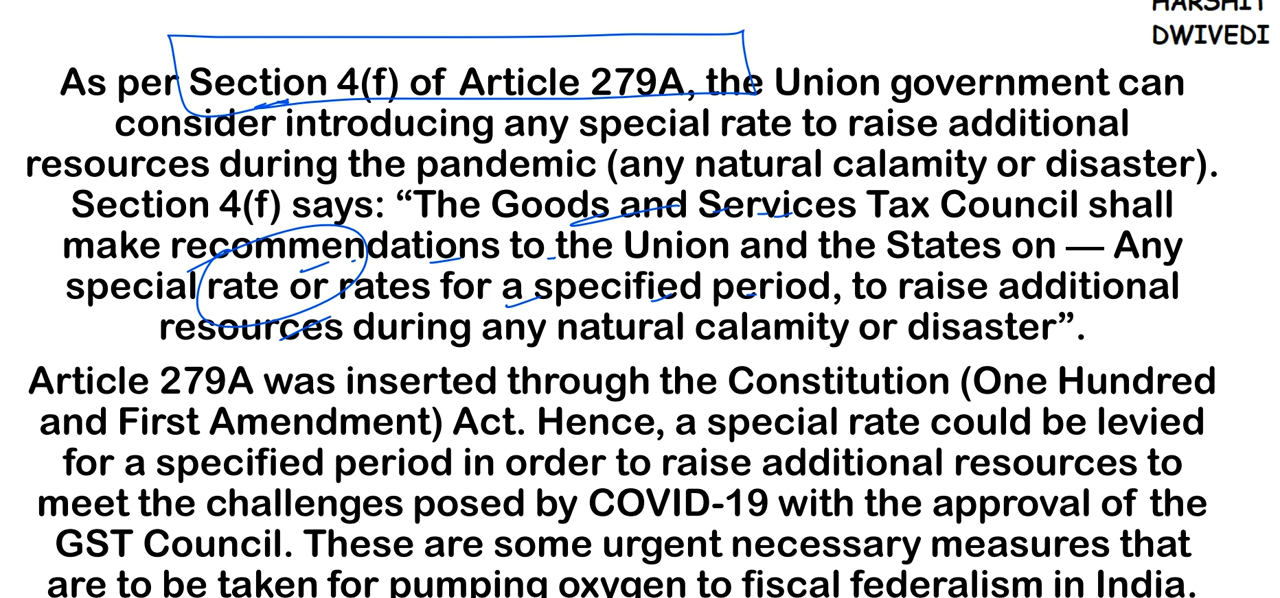 HARSHIT
DWIVEDI
As per Section 4(f) of Article 279A, the Union government can
consider introducing any special rate to raise additional
resources during the pandemic (any natural calamity or disaster).
Section 4(f) says: “The Goods and Services Tax Council shall
make recommendations to the Union and the States on — Any
special rate or rates for a specified period, to raise additional
resources during any natural calamity or disaster”.
Article 279A was inserted through the Constitution (One Hundred
and First Amendment) Act. Hence, a special rate could be levied
for a specified period in order to raise additional resources to
meet the challenges posed by COVID-19 with the approval of the
GST Council. These are some urgent necessary measures that
are to be taken for pumping oxygen to fiscal federalism in India.